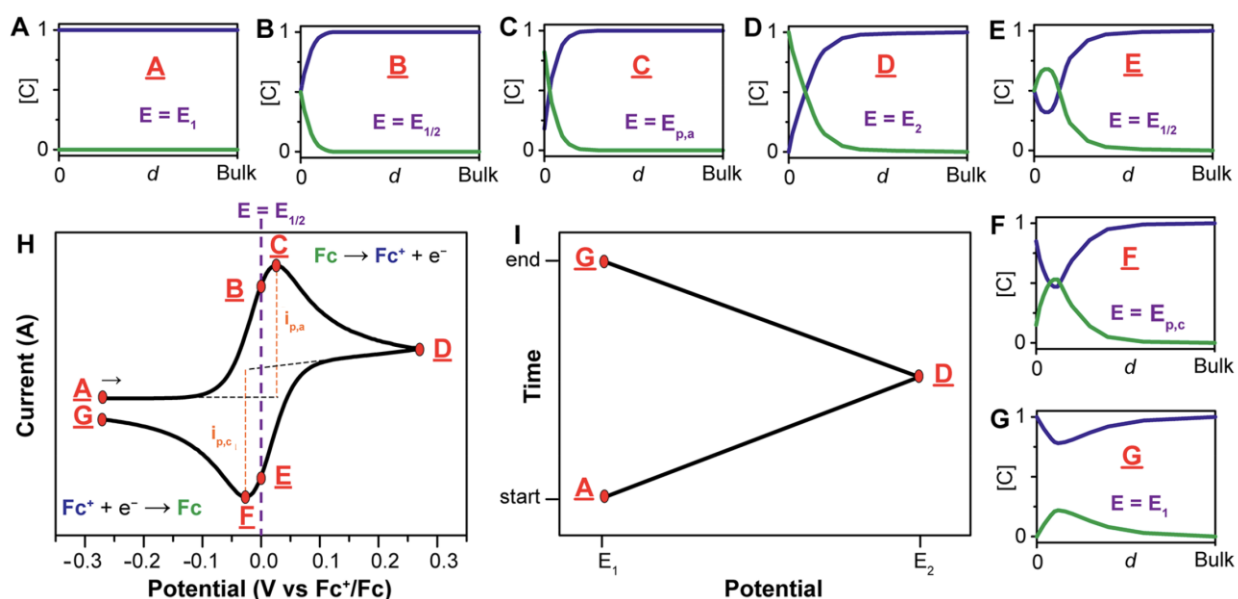 A
1
[C]
0
A
E = E₁
0 d Bulk
B
1
[C]
0
B
E = E₁/₂
0 d Bulk
C
1
[C]
0
C
E = Eₚ,ₐ
0 d Bulk
D
1
[C]
0
D
E = E₂
0 d Bulk
E
1
[C]
0
E
E = E₁/₂
0 d Bulk
E = E₁/₂
H
C
Fc → Fc⁺ + e⁻
B
iₚ,ₐ
D
A →
G
iₚ,c
E
F
Fc⁺ + e⁻ → Fc
Current (A)
−0.3 −0.2 −0.1 0.0 0.1 0.2 0.3
Potential (V vs Fc⁺/Fc)
I
end
G
Time
D
start
A
E₁ E₂
Potential
F
1
[C]
0
F
E = Eₚ,c
0 d Bulk
G
1
[C]
0
G
E = E₁
0 d Bulk